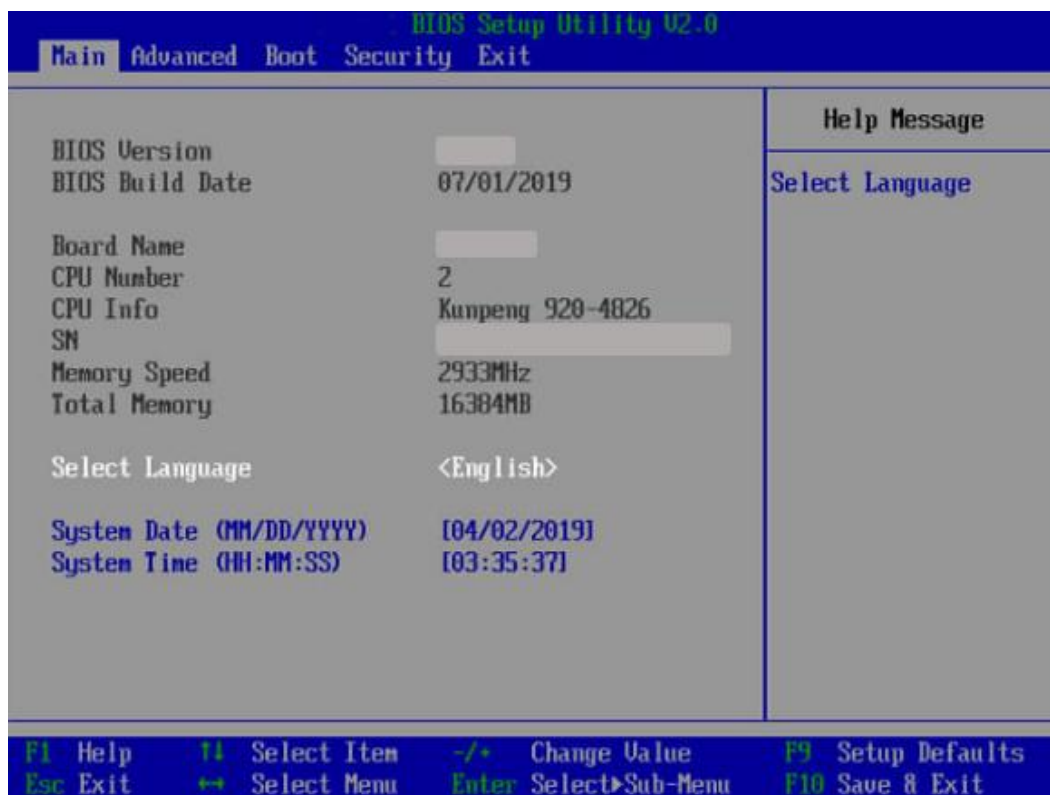 BIOS Setup Utility V2.0
Main Advanced Boot Security Exit
Help Message
BIOS Version
BIOS Build Date 07/01/2019
Select Language
Board Name
CPU Number 2
CPU Info Kunpeng 920-4826
SN
Memory Speed 2933MHz
Total Memory 16384MB
Select Language <English>
System Date (MM/DD/YYYY) [04/02/2019]
System Time (HH:MM:SS) [03:35:37]
F1 Help ↑↓ Select Item -/+ Change Value F9 Setup Defaults
Esc Exit ↔ Select Menu Enter Select▶Sub-Menu F10 Save & Exit